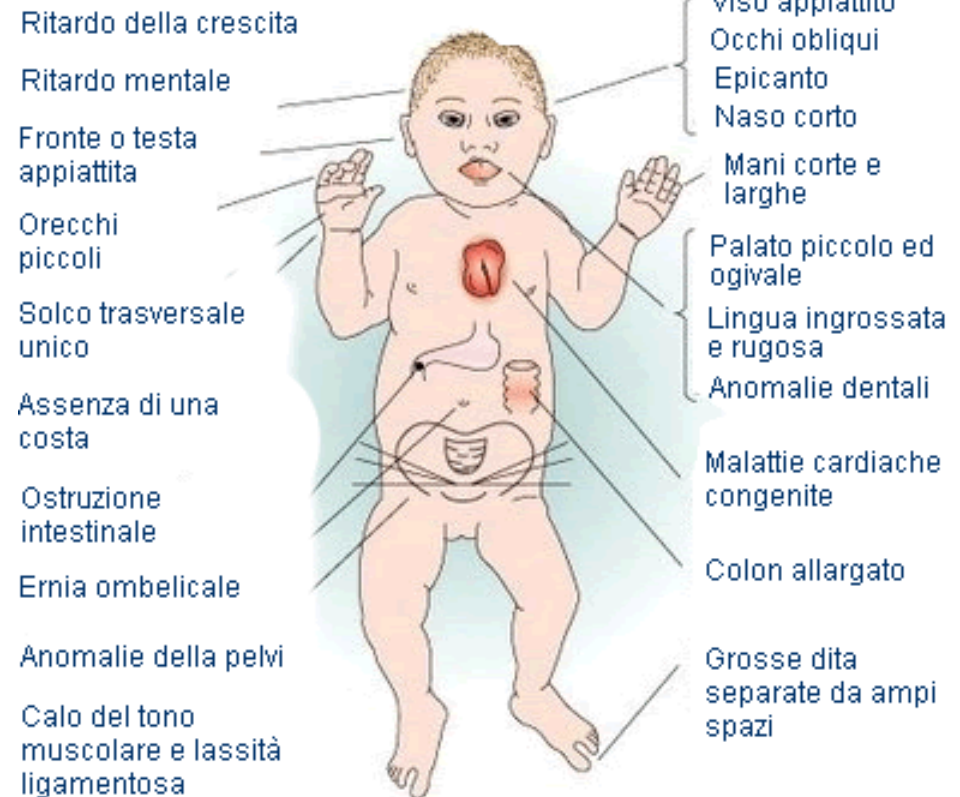 Ritardo della crescita
Ritardo mentale
Fronte o testa
appiattita
Orecchi
piccoli
Solco trasversale
unico
Assenza di una
costa
Ostruzione
intestinale
Ernia ombelicale
Anomalie della pelvi
Calo del tono
muscolare e lassità
ligamentosa
Viso appiattito
Occhi obliqui
Epicanto
Naso corto
Mani corte e
larghe
Palato piccolo ed
ogivale
Lingua ingrossata
e rugosa
Anomalie dentali
Malattie cardiache
congenite
Colon allargato
Grosse dita
separate da ampi
spazi